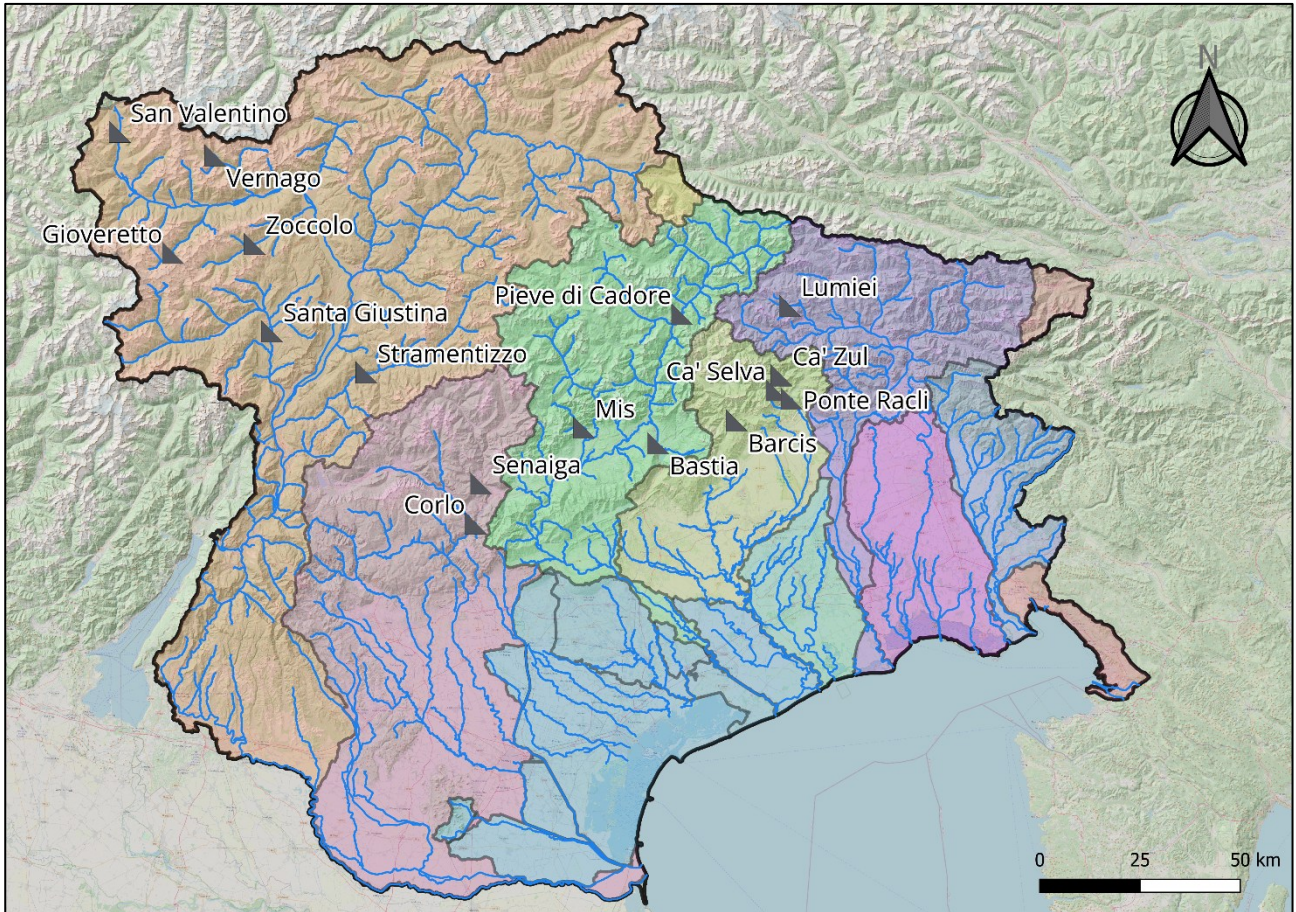 N
San Valentino
Vernago
Gioveretto
Zoccolo
Pieve di Cadore
Lumiei
Santa Giustina
Stramentizzo
Ca' Selva
Ca' Zul
Ponte Racli
Mis
Barcis
Senaiga
Bastia
Corlo
0 25 50 km